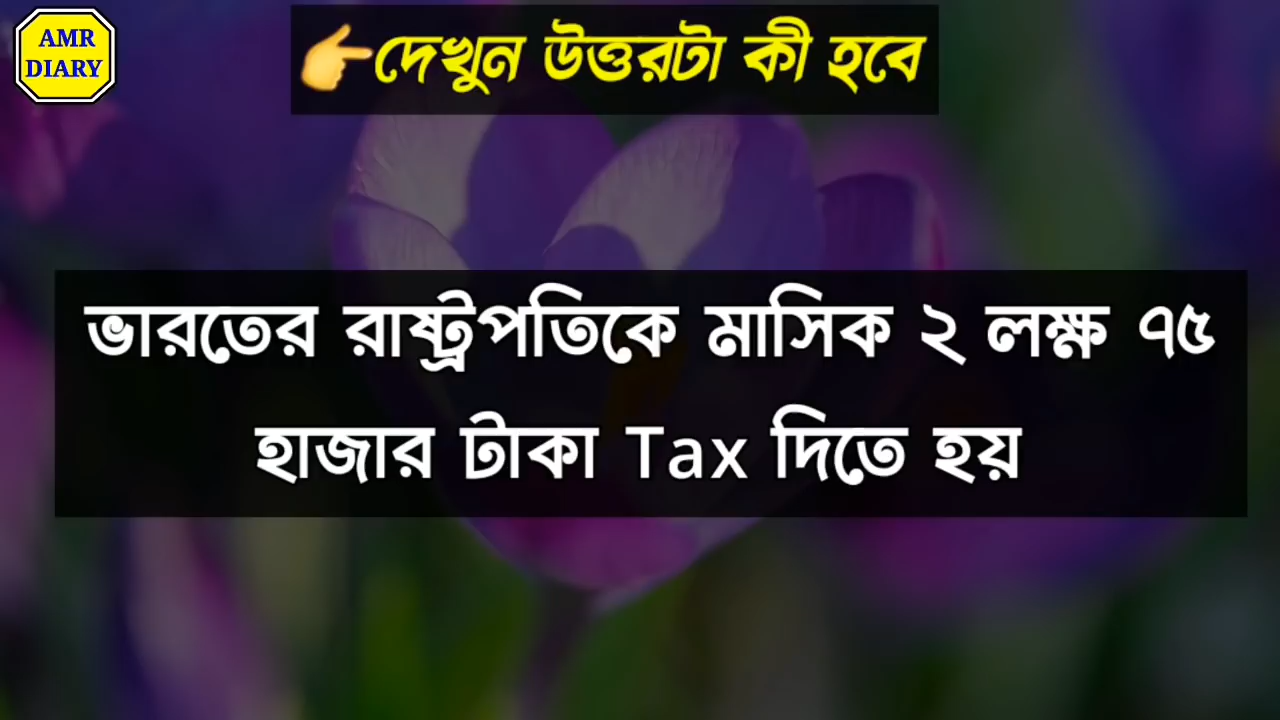 AMR
DIARY
👉দেখুন উত্তরটা কী হবে
ভারতের রাষ্ট্রপতিকে মাসিক ২ লক্ষ ৭৫
হাজার টাকা Tax দিতে হয়